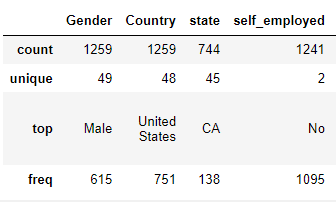 Gender Country state self_employed
count 1259 1259 744 1241
unique 49 48 45 2
top Male United States CA No
freq 615 751 138 1095